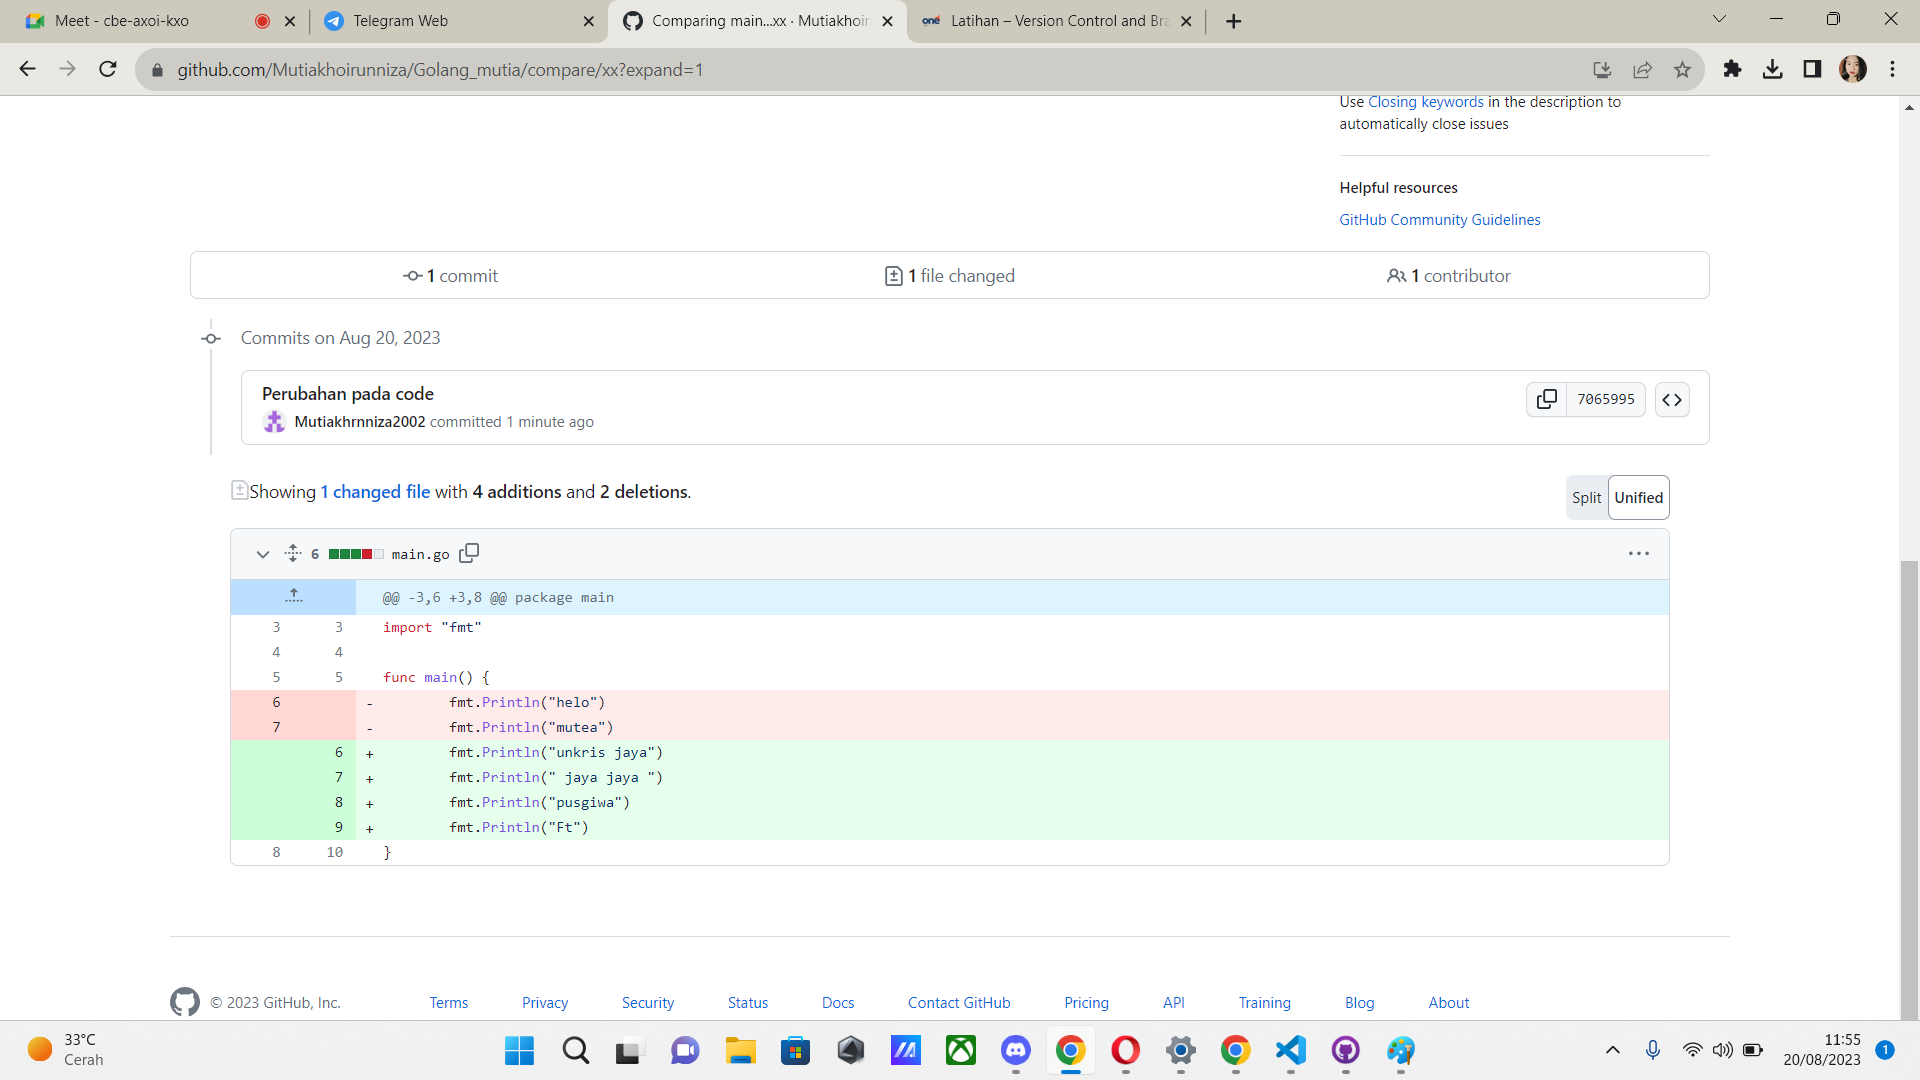 Meet - cbe-axoi-kxo
Telegram Web
Comparing main...xx · Mutiakhoir
Latihan – Version Control and Bra
github.com/Mutiakhoirunniza/Golang_mutia/compare/xx?expand=1
Use Closing keywords in the description to
automatically close issues
Helpful resources
GitHub Community Guidelines
1 commit
1 file changed
1 contributor
Commits on Aug 20, 2023
Perubahan pada code
7065995
Mutiakhrnniza2002 committed 1 minute ago
Showing 1 changed file with 4 additions and 2 deletions.
Split
Unified
6 main.go
@@ -3,6 +3,8 @@ package main
3 3 import "fmt"
4 4
5 5 func main() {
6 - fmt.Println("helo")
7 - fmt.Println("mutea")
6 + fmt.Println("unkris jaya")
7 + fmt.Println(" jaya jaya ")
8 + fmt.Println("pusgiwa")
9 + fmt.Println("Ft")
8 10 }
© 2023 GitHub, Inc.
Terms
Privacy
Security
Status
Docs
Contact GitHub
Pricing
API
Training
Blog
About
33°C
Cerah
11:55
20/08/2023
1